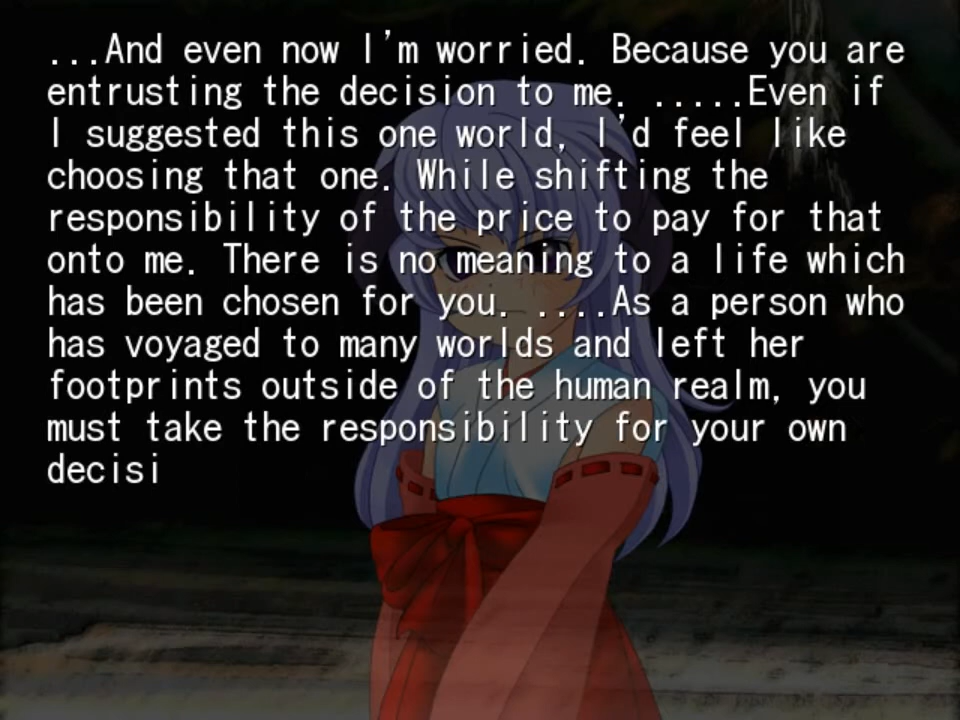 ...And even now I'm worried. Because you are
entrusting the decision to me. .....Even if
I suggested this one world, I'd feel like
choosing that one. While shifting the
responsibility of the price to pay for that
onto me. There is no meaning to a life which
has been chosen for you. ....As a person who
has voyaged to many worlds and left her
footprints outside of the human realm, you
must take the responsibility for your own
decisi